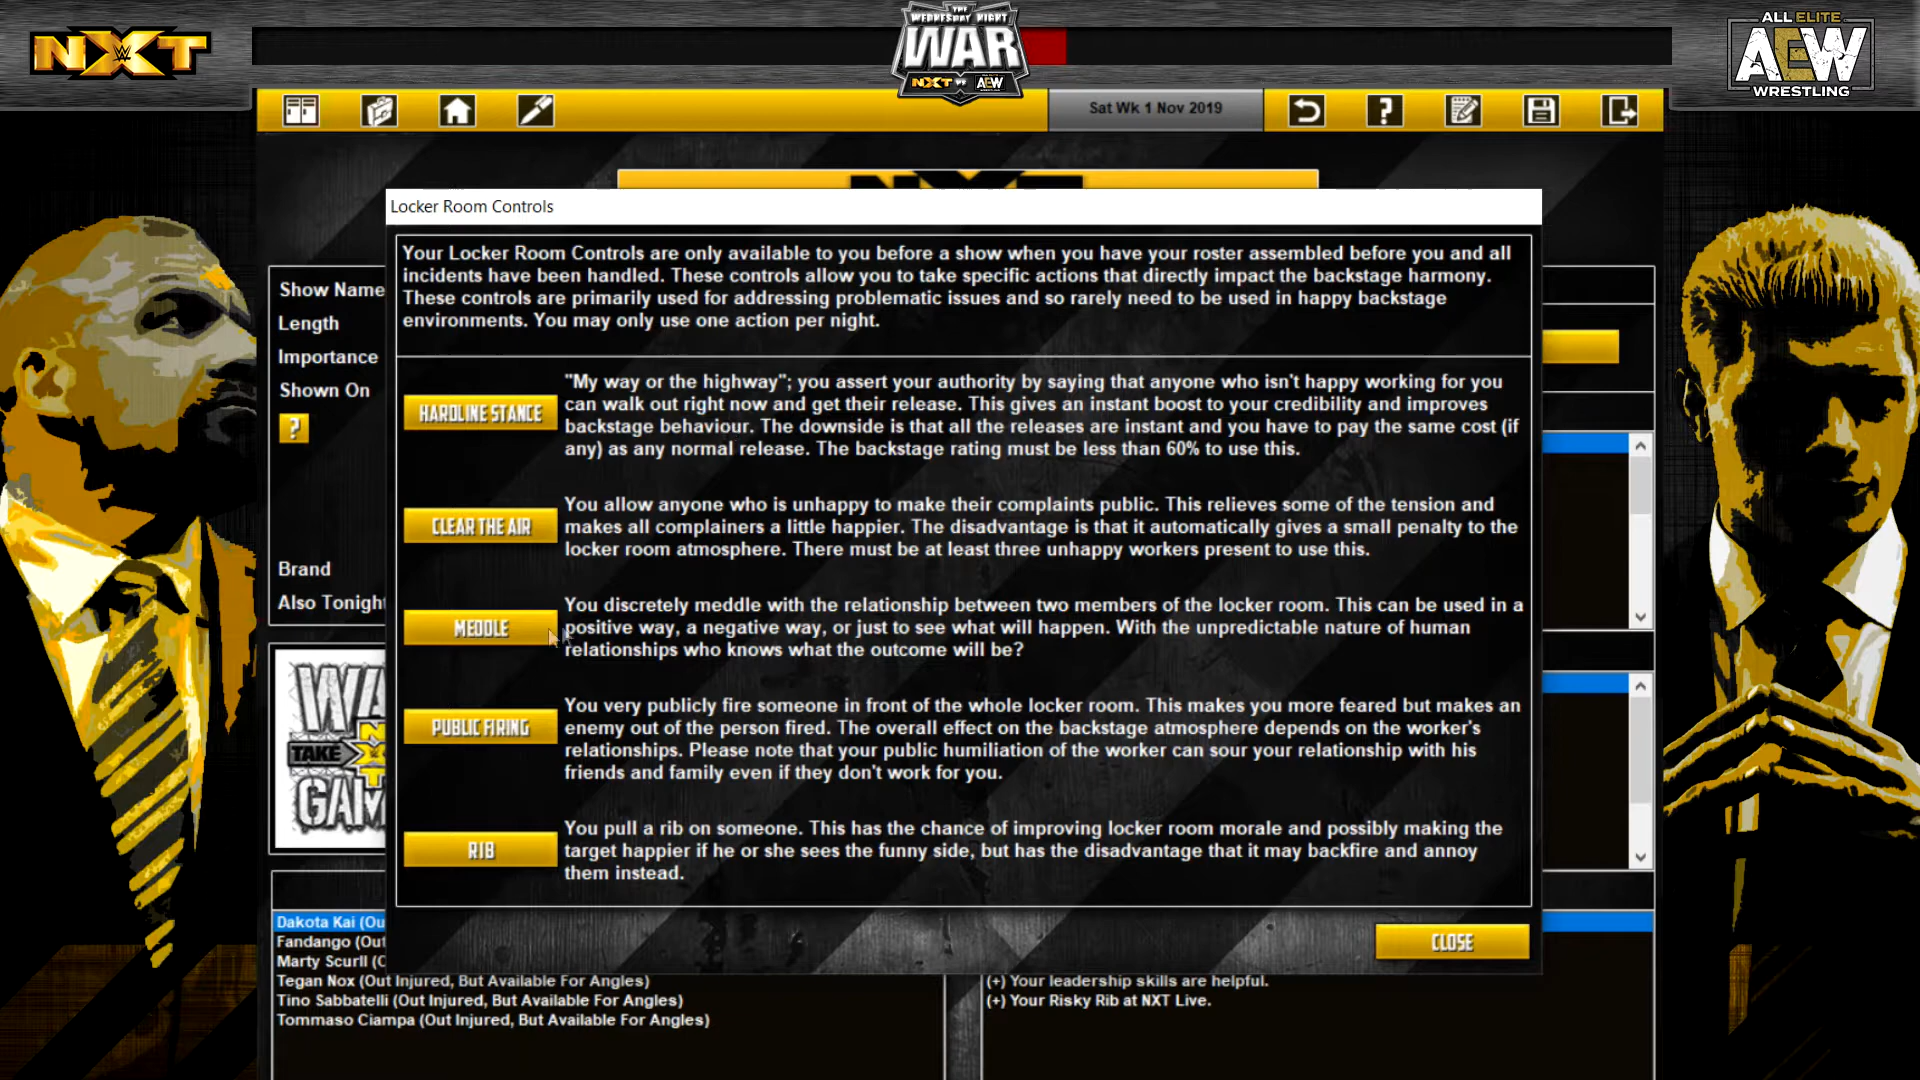 NXT
THE
WEDNESDAY NIGHT
WAR
NXT VS AEW
ALL ELITE
AEW
WRESTLING
Sat Wk 1 Nov 2019
?
Locker Room Controls
Your Locker Room Controls are only available to you before a show when you have your roster assembled before you and all
incidents have been handled. These controls allow you to take specific actions that directly impact the backstage harmony.
These controls are primarily used for addressing problematic issues and so rarely need to be used in happy backstage
environments. You may only use one action per night.
HARDLINE STANCE
"My way or the highway"; you assert your authority by saying that anyone who isn't happy working for you
can walk out right now and get their release. This gives an instant boost to your credibility and improves
backstage behaviour. The downside is that all the releases are instant and you have to pay the same cost (if
any) as any normal release. The backstage rating must be less than 60% to use this.
CLEAR THE AIR
You allow anyone who is unhappy to make their complaints public. This relieves some of the tension and
makes all complainers a little happier. The disadvantage is that it automatically gives a small penalty to the
locker room atmosphere. There must be at least three unhappy workers present to use this.
MEDDLE
You discretely meddle with the relationship between two members of the locker room. This can be used in a
positive way, a negative way, or just to see what will happen. With the unpredictable nature of human
relationships who knows what the outcome will be?
PUBLIC FIRING
You very publicly fire someone in front of the whole locker room. This makes you more feared but makes an
enemy out of the person fired. The overall effect on the backstage atmosphere depends on the worker's
relationships. Please note that your public humiliation of the worker can sour your relationship with his
friends and family even if they don't work for you.
RIB
You pull a rib on someone. This has the chance of improving locker room morale and possibly making the
target happier if he or she sees the funny side, but has the disadvantage that it may backfire and annoy
them instead.
CLOSE
Show Name
Length
Importance
Shown On
?
Brand
Also Tonight
TAKE
Dakota Kai (Ou
Fandango (Out
Marty Scurll (
Tegan Nox (Out Injured, But Available For Angles)
Tino Sabbatelli (Out Injured, But Available For Angles)
Tommaso Ciampa (Out Injured, But Available For Angles)
(+) Your leadership skills are helpful.
(+) Your Risky Rib at NXT Live.